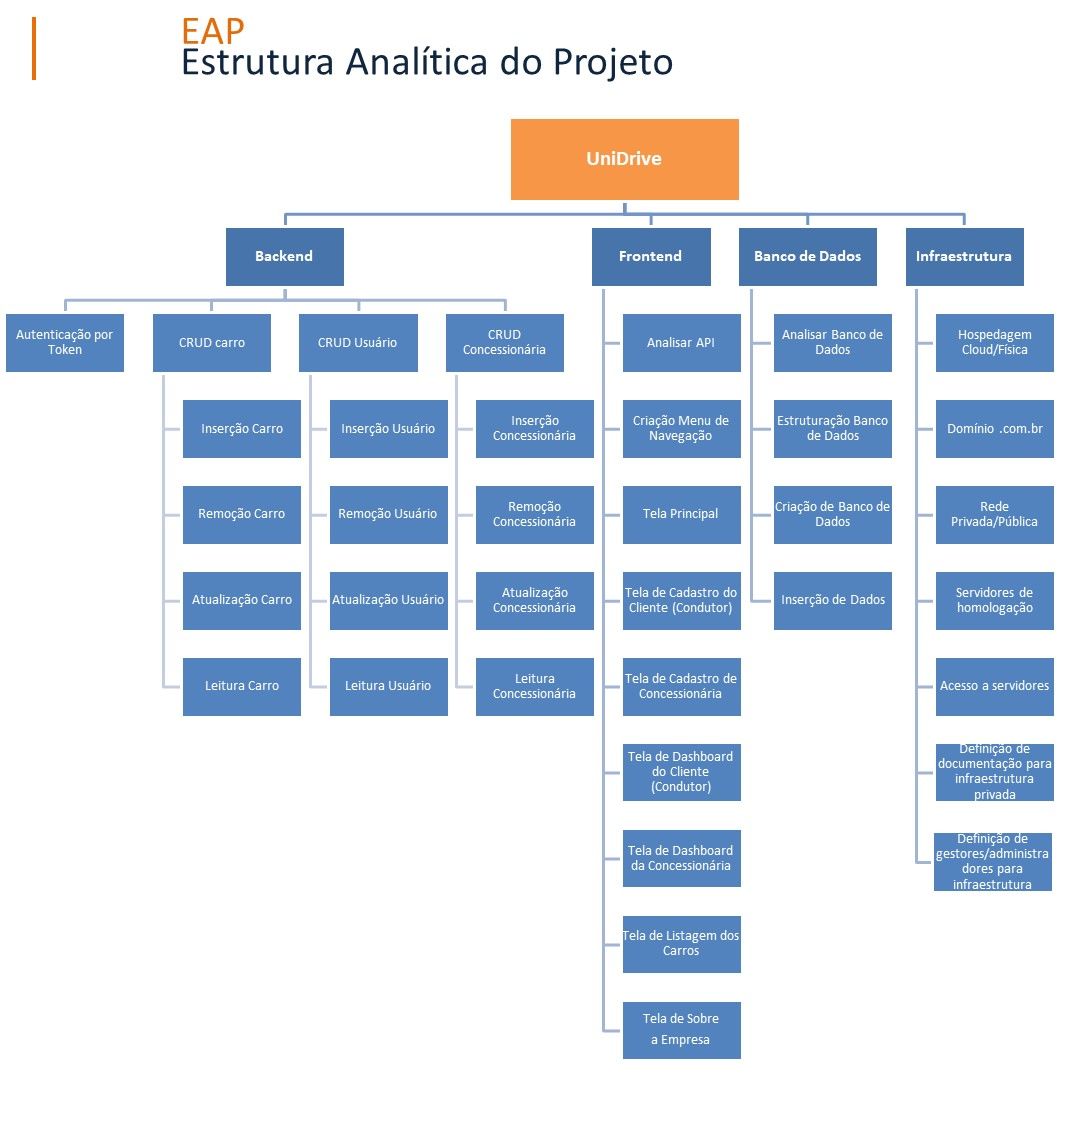 EAP
Estrutura Analítica do Projeto
UniDrive
Backend
Frontend
Banco de Dados
Infraestrutura
Autenticação por
Token
CRUD carro
CRUD Usuário
CRUD
Concessionária
Inserção Carro
Remoção Carro
Atualização Carro
Leitura Carro
Inserção Usuário
Remoção Usuário
Atualização Usuário
Leitura Usuário
Inserção
Concessionária
Remoção
Concessionária
Atualização
Concessionária
Leitura
Concessionária
Analisar API
Criação Menu de
Navegação
Tela Principal
Tela de Cadastro do
Cliente (Condutor)
Tela de Cadastro de
Concessionária
Tela de Dashboard
do Cliente
(Condutor)
Tela de Dashboard
da Concessionária
Tela de Listagem dos
Carros
Tela de Sobre
a Empresa
Analisar Banco de
Dados
Estruturação Banco
de Dados
Criação de Banco de
Dados
Inserção de Dados
Hospedagem
Cloud/Física
Domínio .com.br
Rede
Privada/Pública
Servidores de
homologação
Acesso a servidores
Definição de
documentação para
infraestrutura
privada
Definição de
gestores/administra
dores para
infraestrutura